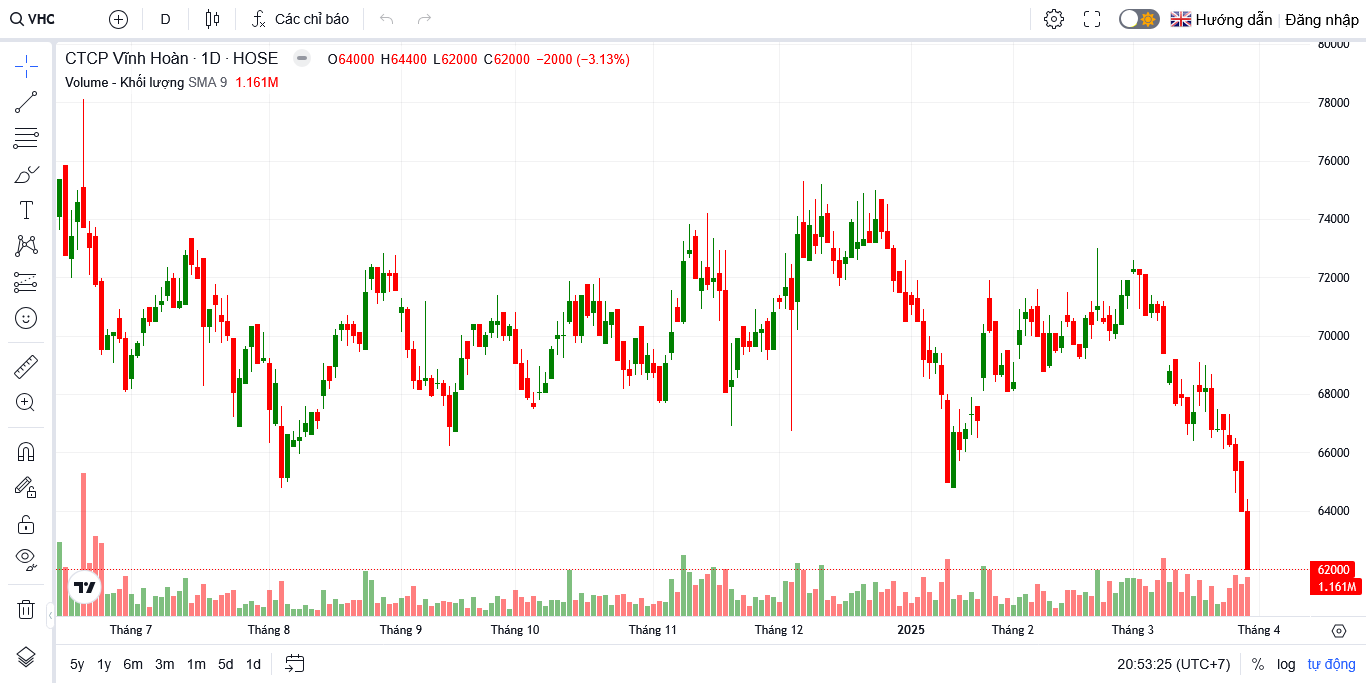 VHC D Các chỉ báo Hướng dẫn Đăng nhập
CTCP Vĩnh Hoàn · 1D · HOSE O64000 H64400 L62000 C62000 −2000 (−3.13%)
Volume - Khối lượng SMA 9 1.161M
80000
78000
76000
74000
72000
70000
68000
66000
64000
62000
1.161M
Tháng 7 Tháng 8 Tháng 9 Tháng 10 Tháng 11 Tháng 12 2025 Tháng 2 Tháng 3 Tháng 4
5y 1y 6m 3m 1m 5d 1d 20:53:25 (UTC+7) % log tự động